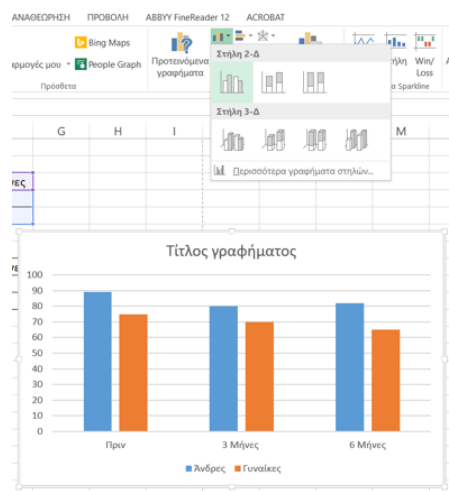 ΑΝΑΘΕΩΡΗΣΗ ΠΡΟΒΟΛΗ ABBYY FineReader 12 ACROBAT
Bing Maps
People Graph
μογές μου
Πρόσθετα
Προτεινόμενα
γραφήματα
Στήλη 2-Δ
Στήλη 3-Δ
Περισσότερα γραφήματα στηλών...
Win/
Loss
Sparkline
G H I M
Τίτλος γραφήματος
100
90
80
70
60
50
40
30
20
10
0
Πριν 3 Μήνες 6 Μήνες
Άνδρες Γυναίκες